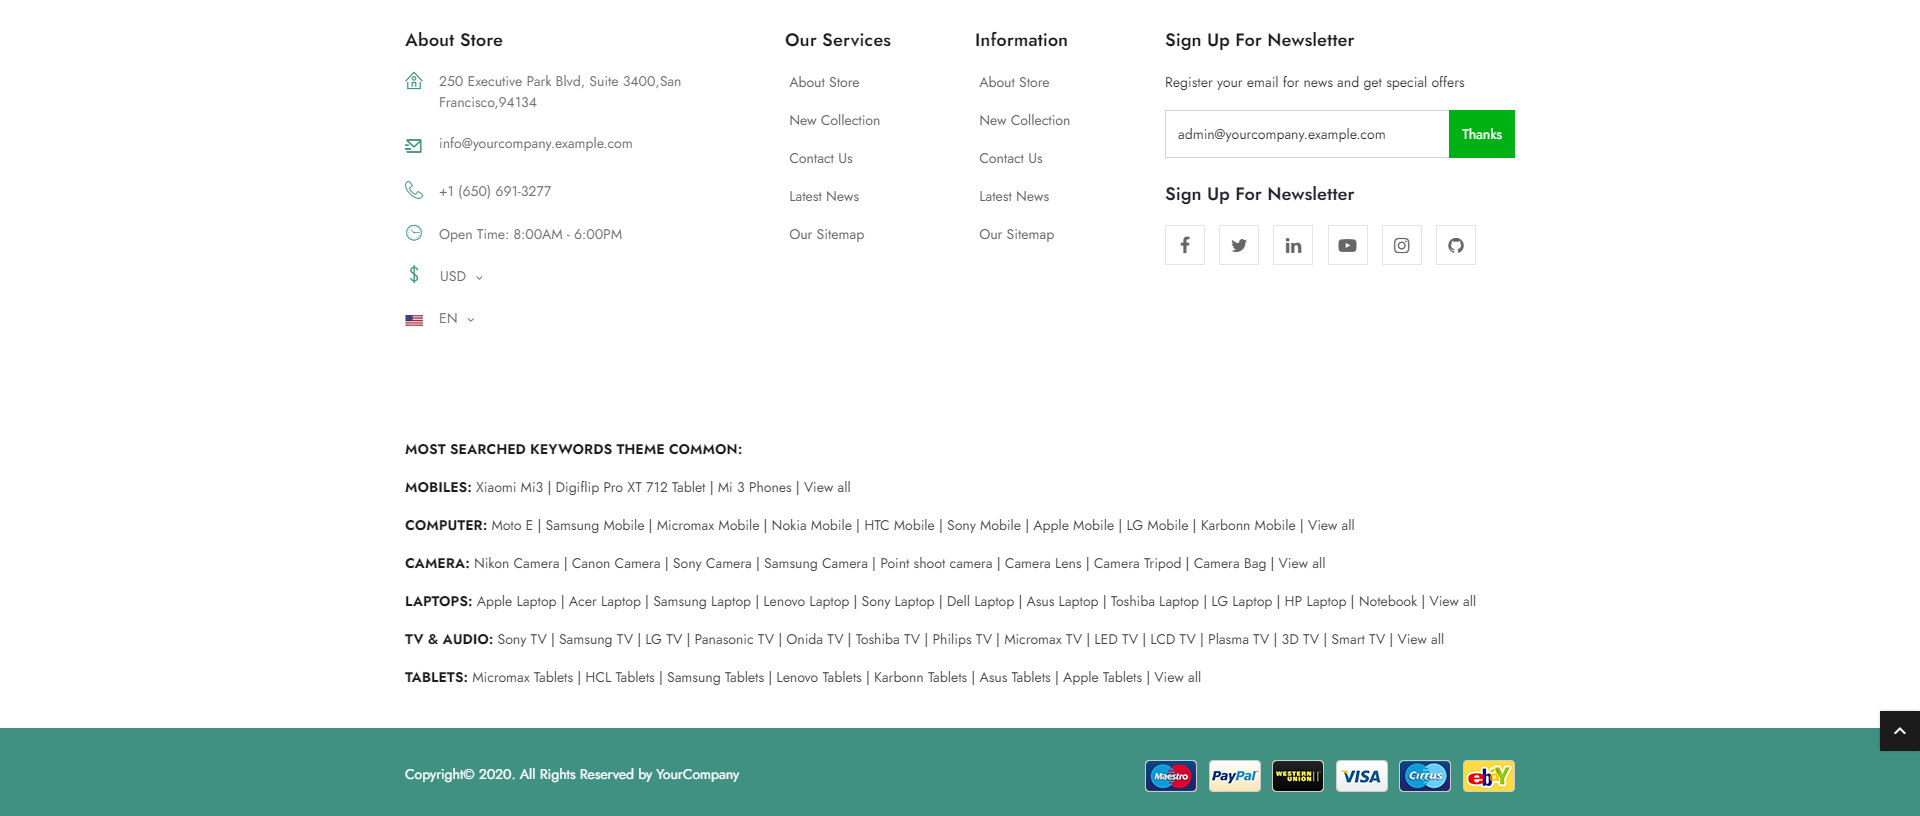 About Store
250 Executive Park Blvd, Suite 3400,San
Francisco,94134
info@yourcompany.example.com
+1 (650) 691-3277
Open Time: 8:00AM - 6:00PM
USD
EN
Our Services
About Store
New Collection
Contact Us
Latest News
Our Sitemap
Information
About Store
New Collection
Contact Us
Latest News
Our Sitemap
Sign Up For Newsletter
Register your email for news and get special offers
admin@yourcompany.example.com Thanks
Sign Up For Newsletter
MOST SEARCHED KEYWORDS THEME COMMON:
MOBILES: Xiaomi Mi3 | Digiflip Pro XT 712 Tablet | Mi 3 Phones | View all
COMPUTER: Moto E | Samsung Mobile | Micromax Mobile | Nokia Mobile | HTC Mobile | Sony Mobile | Apple Mobile | LG Mobile | Karbonn Mobile | View all
CAMERA: Nikon Camera | Canon Camera | Sony Camera | Samsung Camera | Point shoot camera | Camera Lens | Camera Tripod | Camera Bag | View all
LAPTOPS: Apple Laptop | Acer Laptop | Samsung Laptop | Lenovo Laptop | Sony Laptop | Dell Laptop | Asus Laptop | Toshiba Laptop | LG Laptop | HP Laptop | Notebook | View all
TV & AUDIO: Sony TV | Samsung TV | LG TV | Panasonic TV | Onida TV | Toshiba TV | Philips TV | Micromax TV | LED TV | LCD TV | Plasma TV | 3D TV | Smart TV | View all
TABLETS: Micromax Tablets | HCL Tablets | Samsung Tablets | Lenovo Tablets | Karbonn Tablets | Asus Tablets | Apple Tablets | View all
Copyright© 2020. All Rights Reserved by YourCompany
Maestro
PayPal
WESTERN
UNION
VISA
Cirrus
ebaY